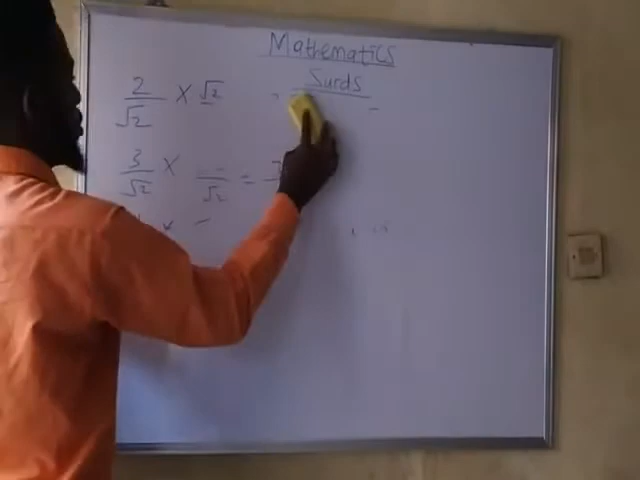 Mathematics
Surds
2/√2 × √2
3/√2 × /√2 =